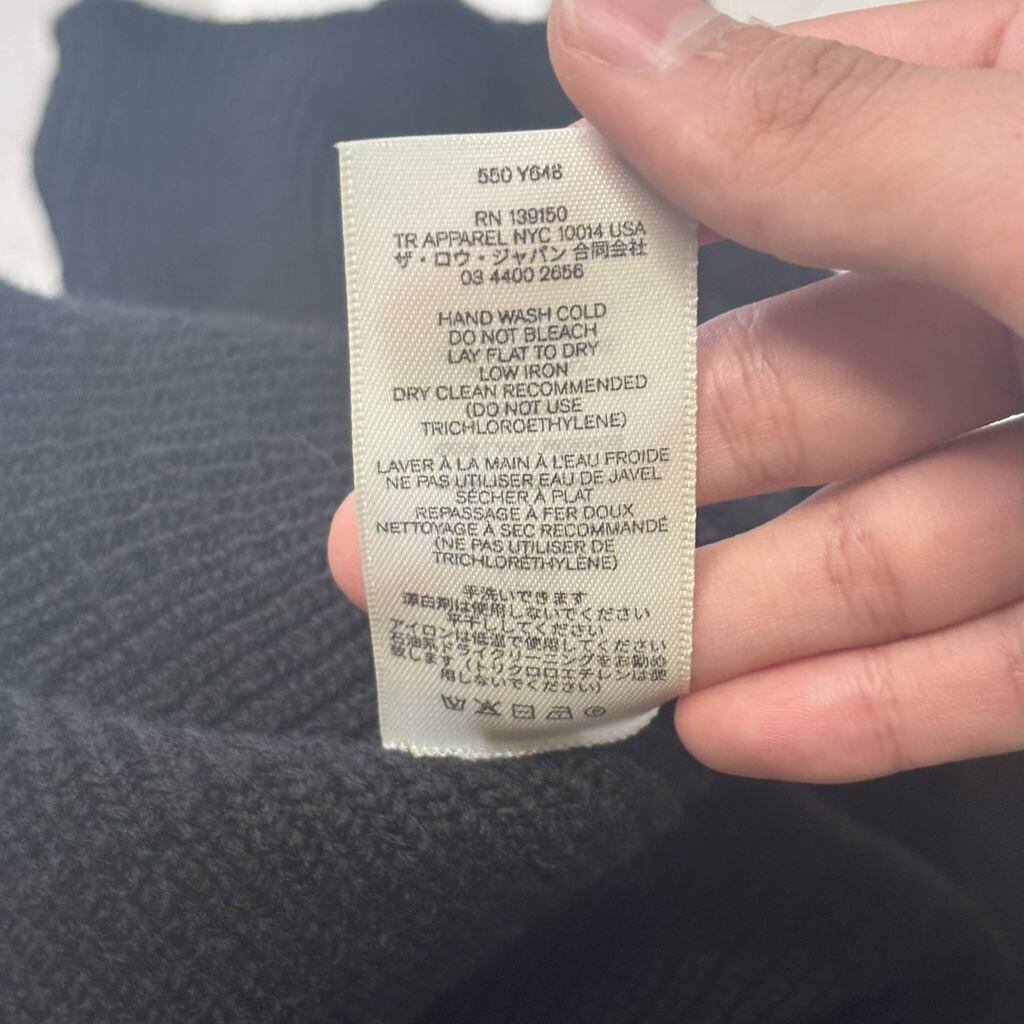 550 Y648
RN 139150
TR APPAREL NYC 10014 USA
ザ・ロウ・ジャパン 合同会社
03 4400 2656
HAND WASH COLD
DO NOT BLEACH
LAY FLAT TO DRY
LOW IRON
DRY CLEAN RECOMMENDED
(DO NOT USE
TRICHLOROETHYLENE)
LAVER À LA MAIN À L'EAU FROIDE
NE PAS UTILISER EAU DE JAVEL
SÉCHER À PLAT
REPASSAGE À FER DOUX
NETTOYAGE À SEC RECOMMANDÉ
(NE PAS UTILISER DE
TRICHLORÉTHYLÈNE)
手洗いできます
漂白剤は使用しないでください
平干ししてください
アイロンは低温で使用してください
石油系ドライクリーニングをお勧め
致します (トリクロロエチレンは使
用しないでください)